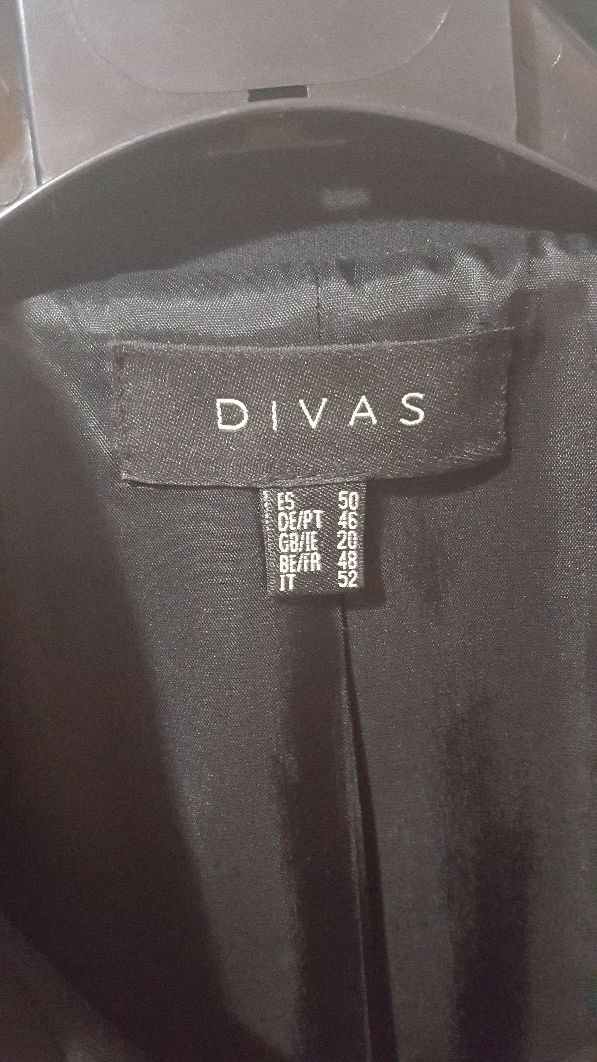 DIVAS
ES 50
DE/PT 46
GB/IE 20
BE/FR 48
IT 52